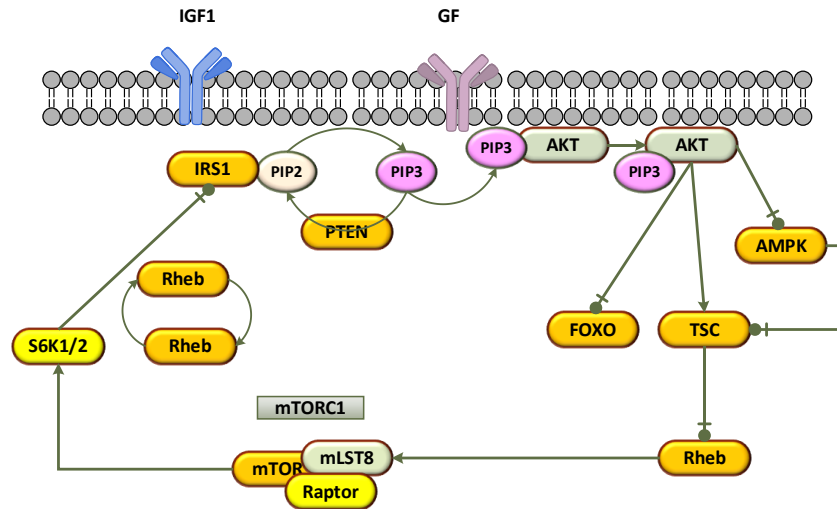 IGF1
GF
IRS1
PIP2
PIP3
PIP3
AKT
PIP3
AKT
PTEN
AMPK
Rheb
Rheb
S6K1/2
FOXO
TSC
mTORC1
mTOR
mLST8
Raptor
Rheb